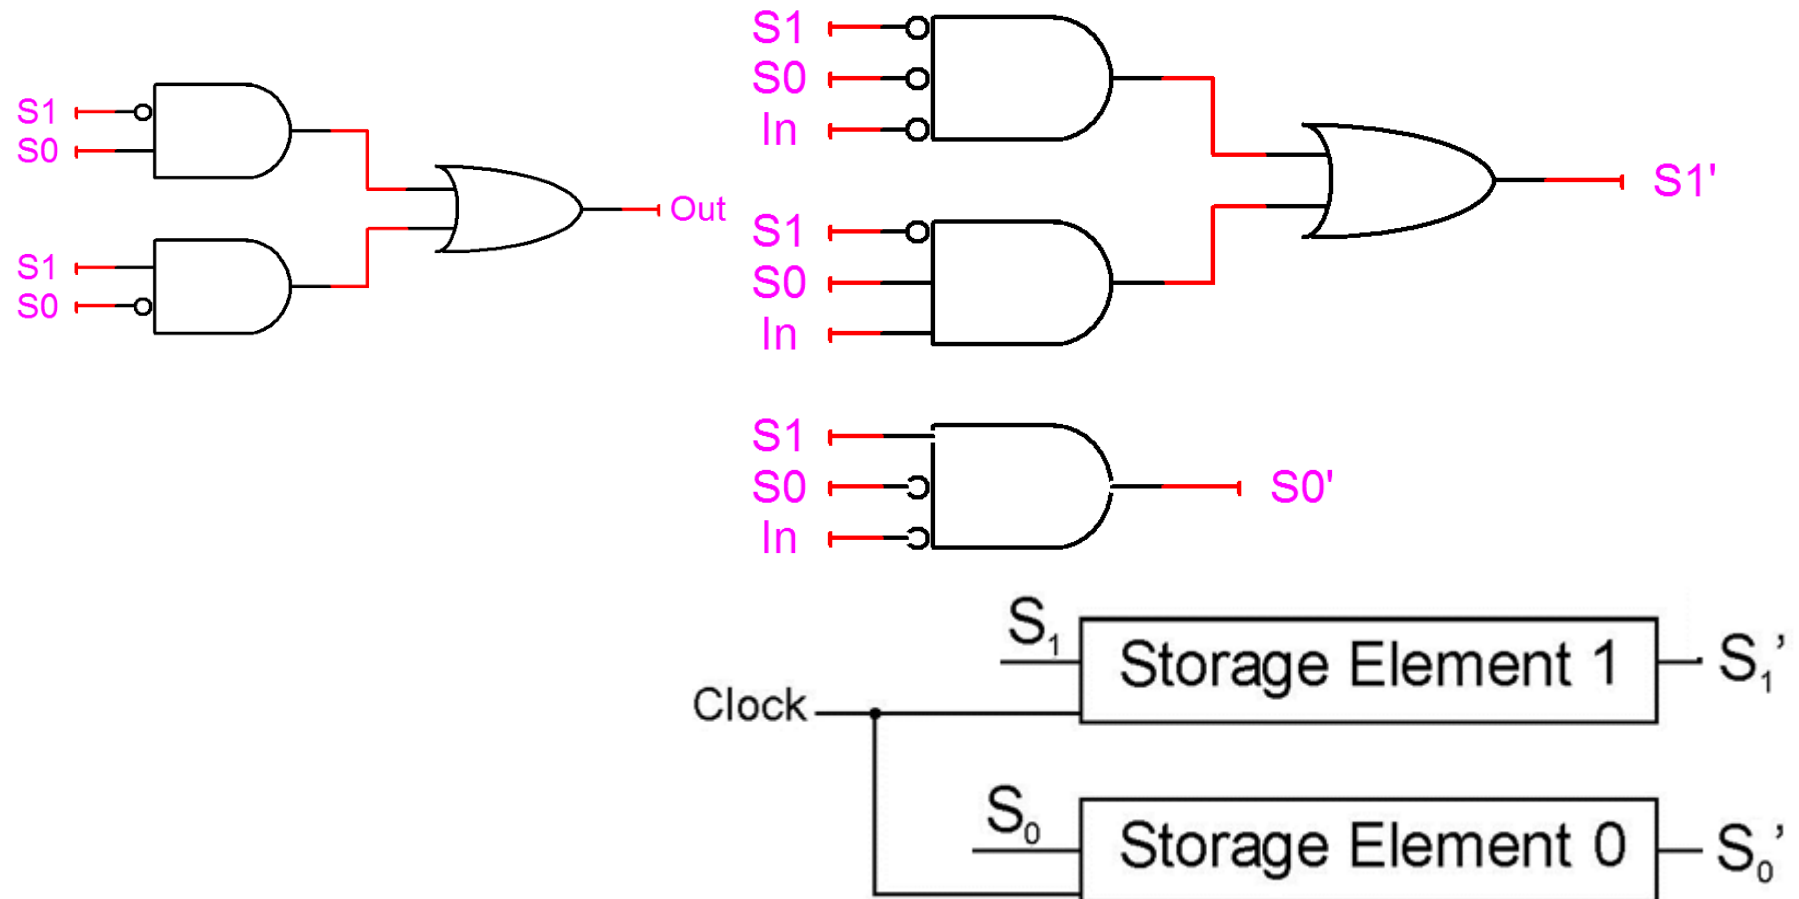 S1
S0
S1
S0
Out
S1
S0
In
S1
S0
In
S1'
S1
S0
In
S0'
Clock
S₁
Storage Element 1
S₁’
S₀
Storage Element 0
S₀’